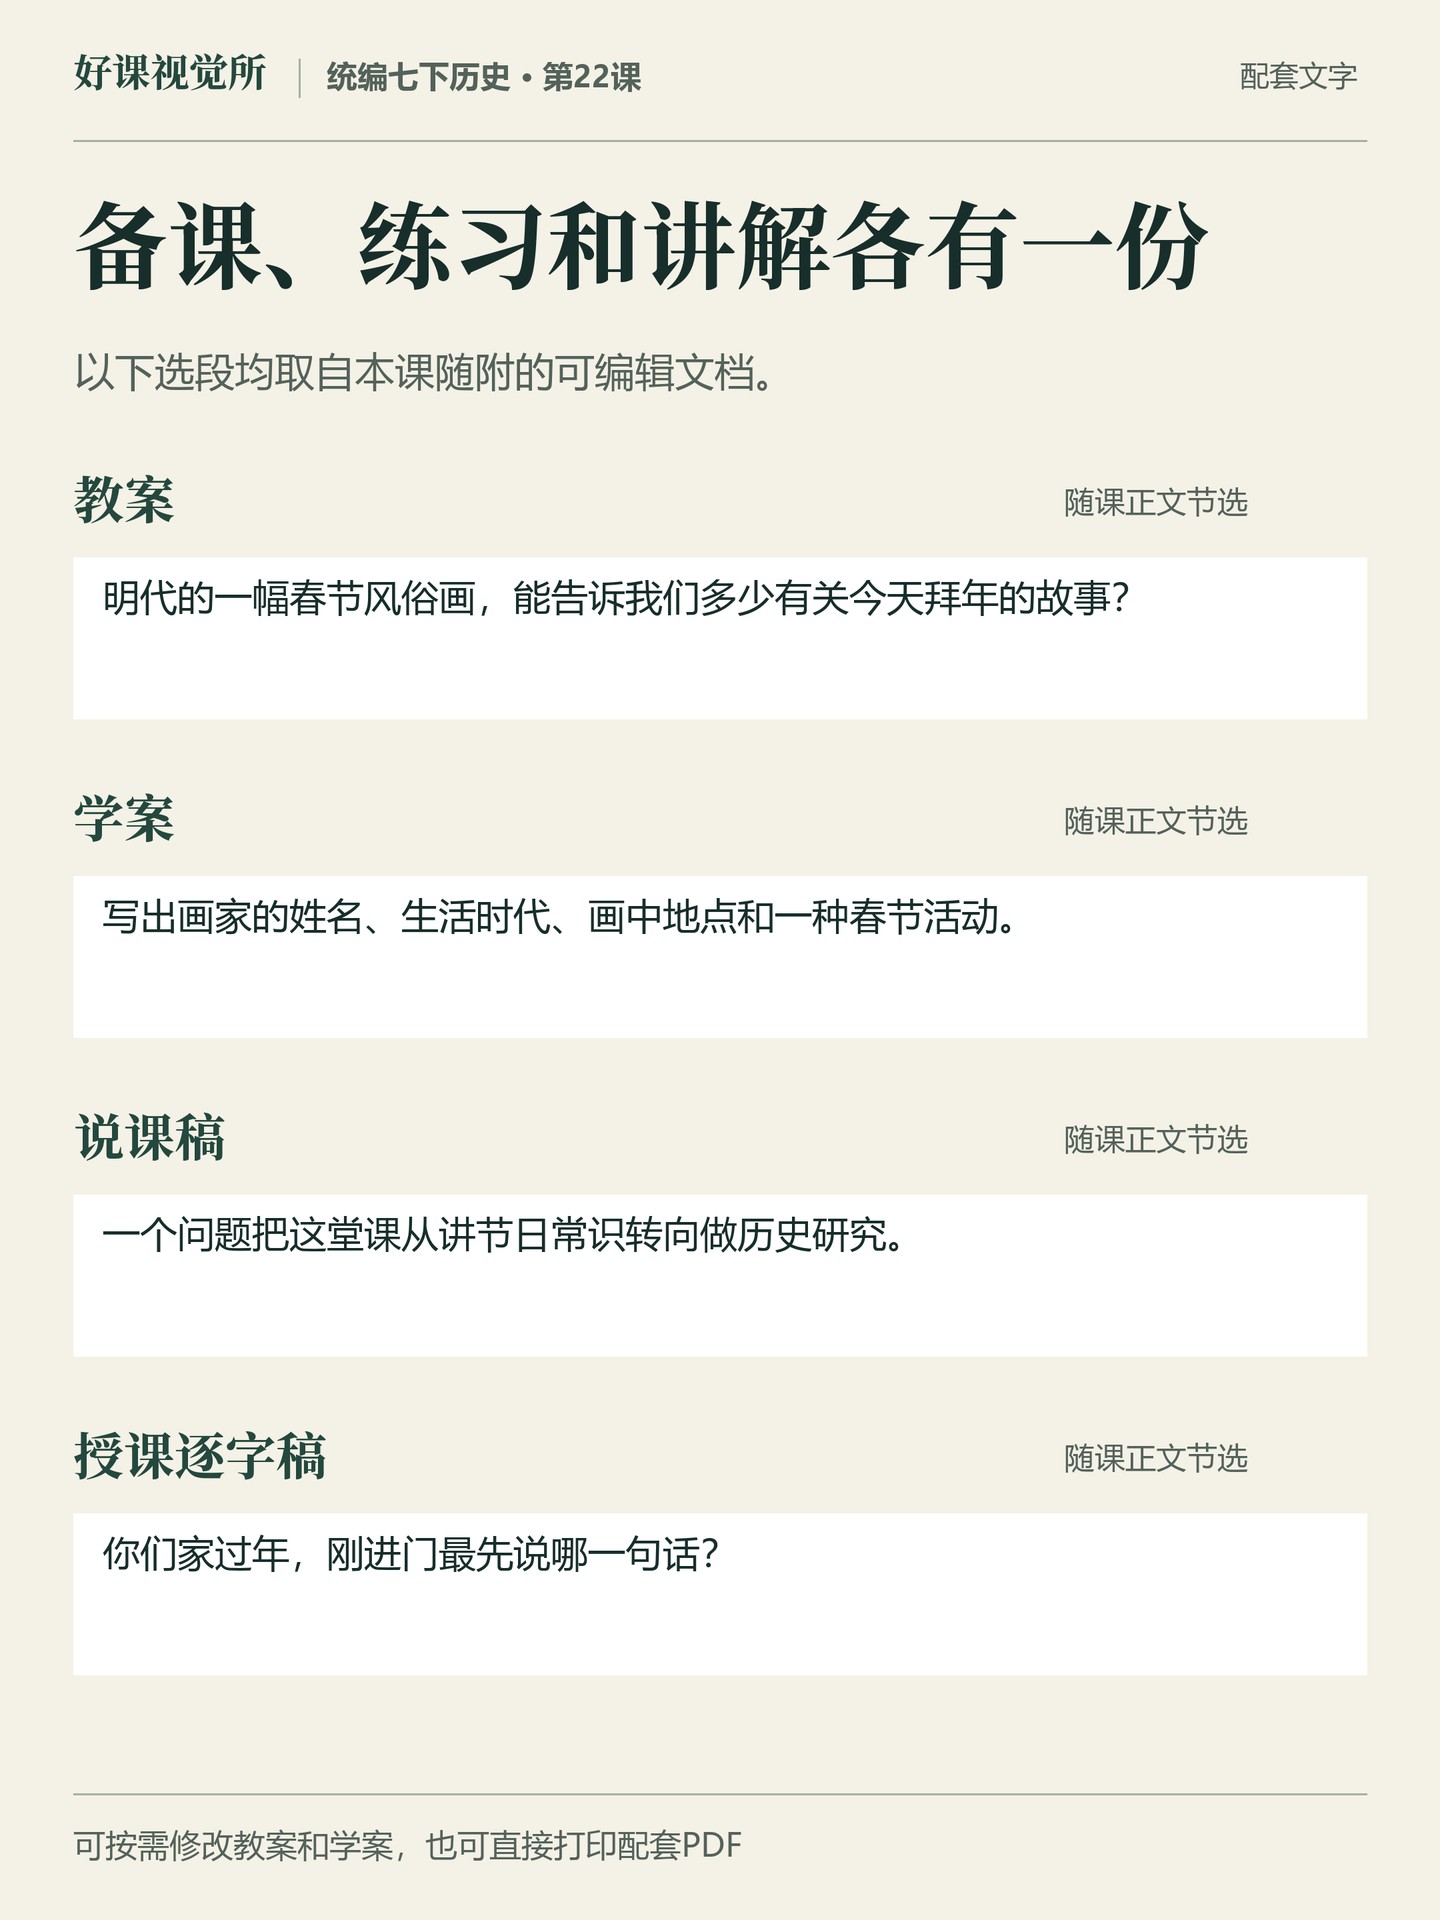 好课视觉所 统编七下历史·第22课 配套文字
备课、练习和讲解各有一份
以下选段均取自本课随附的可编辑文档。
教案 随课正文节选
明代的一幅春节风俗画，能告诉我们多少有关今天拜年的故事？
学案 随课正文节选
写出画家的姓名、生活时代、画中地点和一种春节活动。
说课稿 随课正文节选
一个问题把这堂课从讲节日常识转向做历史研究。
授课逐字稿 随课正文节选
你们家过年，刚进门最先说哪一句话？
可按需修改教案和学案，也可直接打印配套PDF